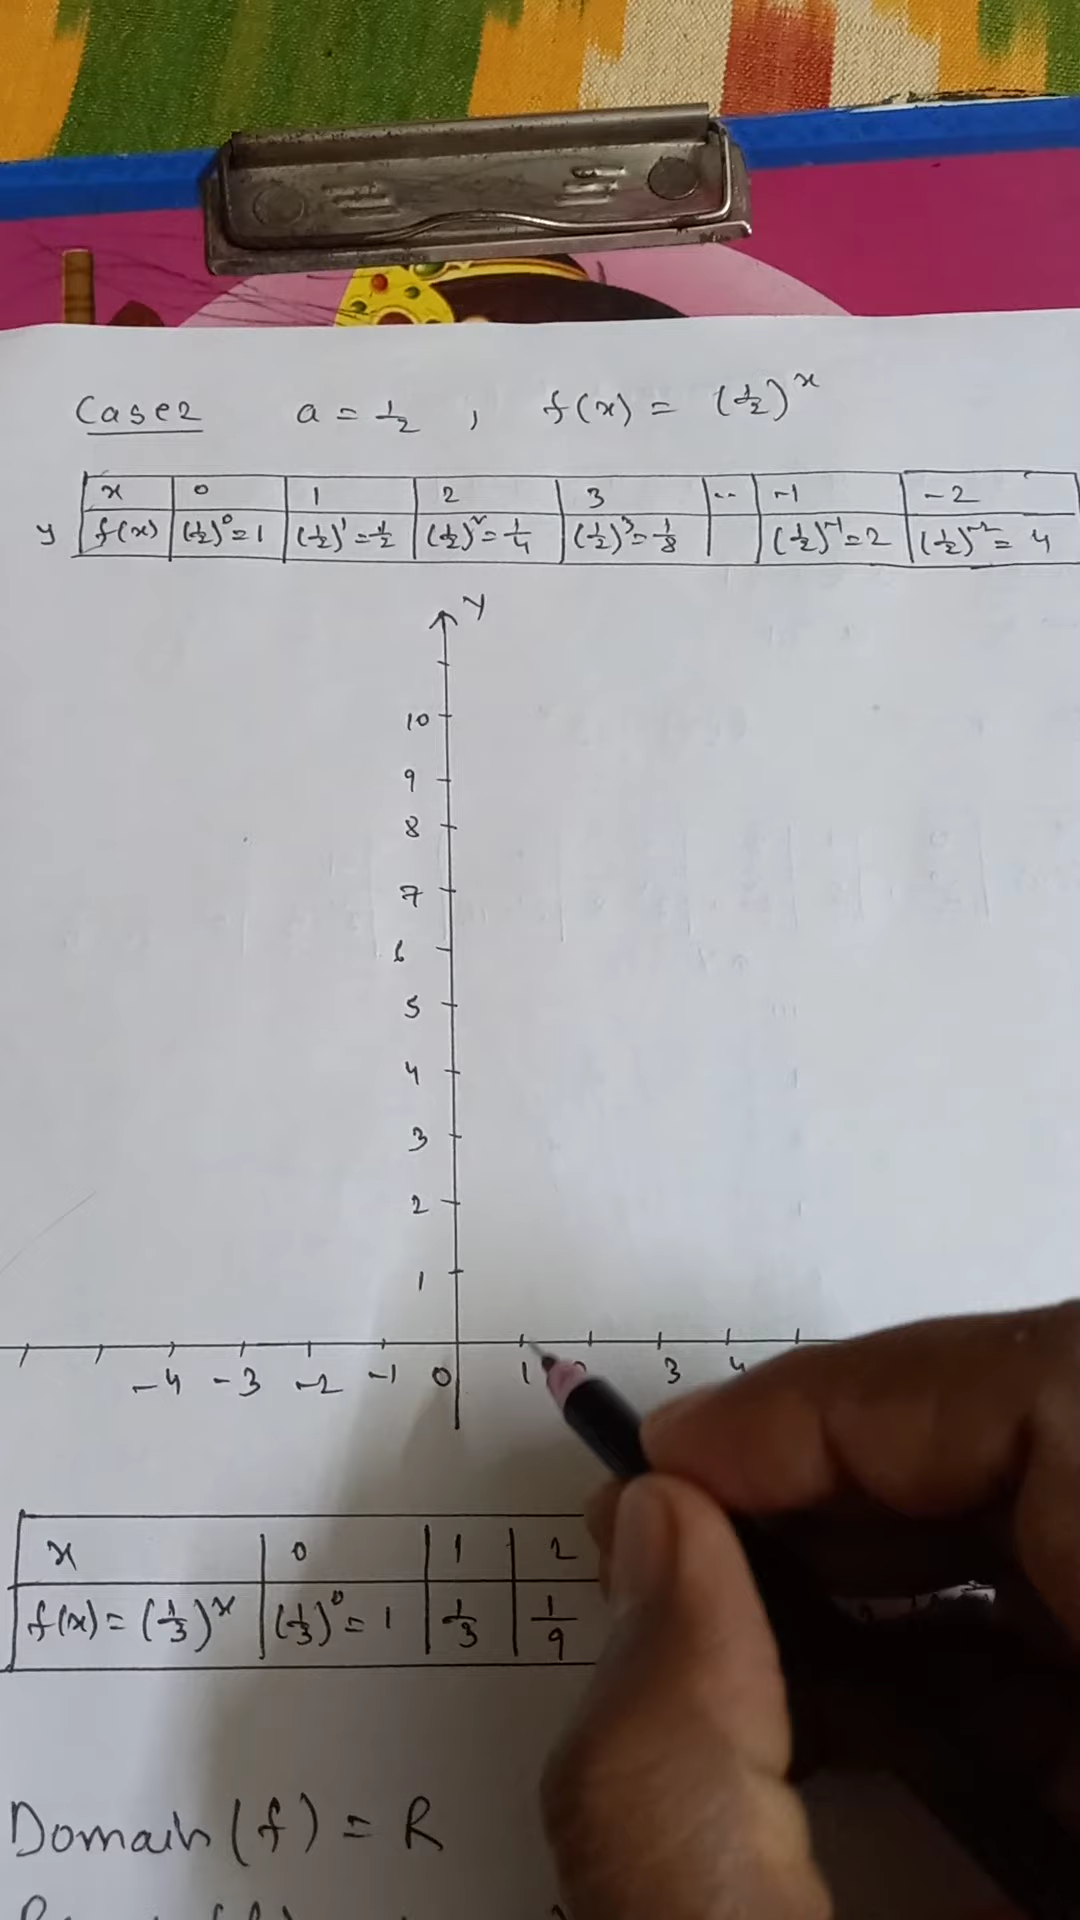 Case 2 a = 1/2 , f(x) = (1/2)^x
x 0 1 2 3 .. -1 -2
y f(x) (1/2)^0=1 (1/2)^1=1/2 (1/2)^2=1/4 (1/2)^3=1/8 (1/2)^-1=2 (1/2)^-2=4
Y
10
9
8
7
6
5
4
3
2
1
-4 -3 -2 -1 0 1 3 4
x 0 1 2
f(x)=(1/3)^x (1/3)^0=1 1/3 1/9
Domain (f) = R